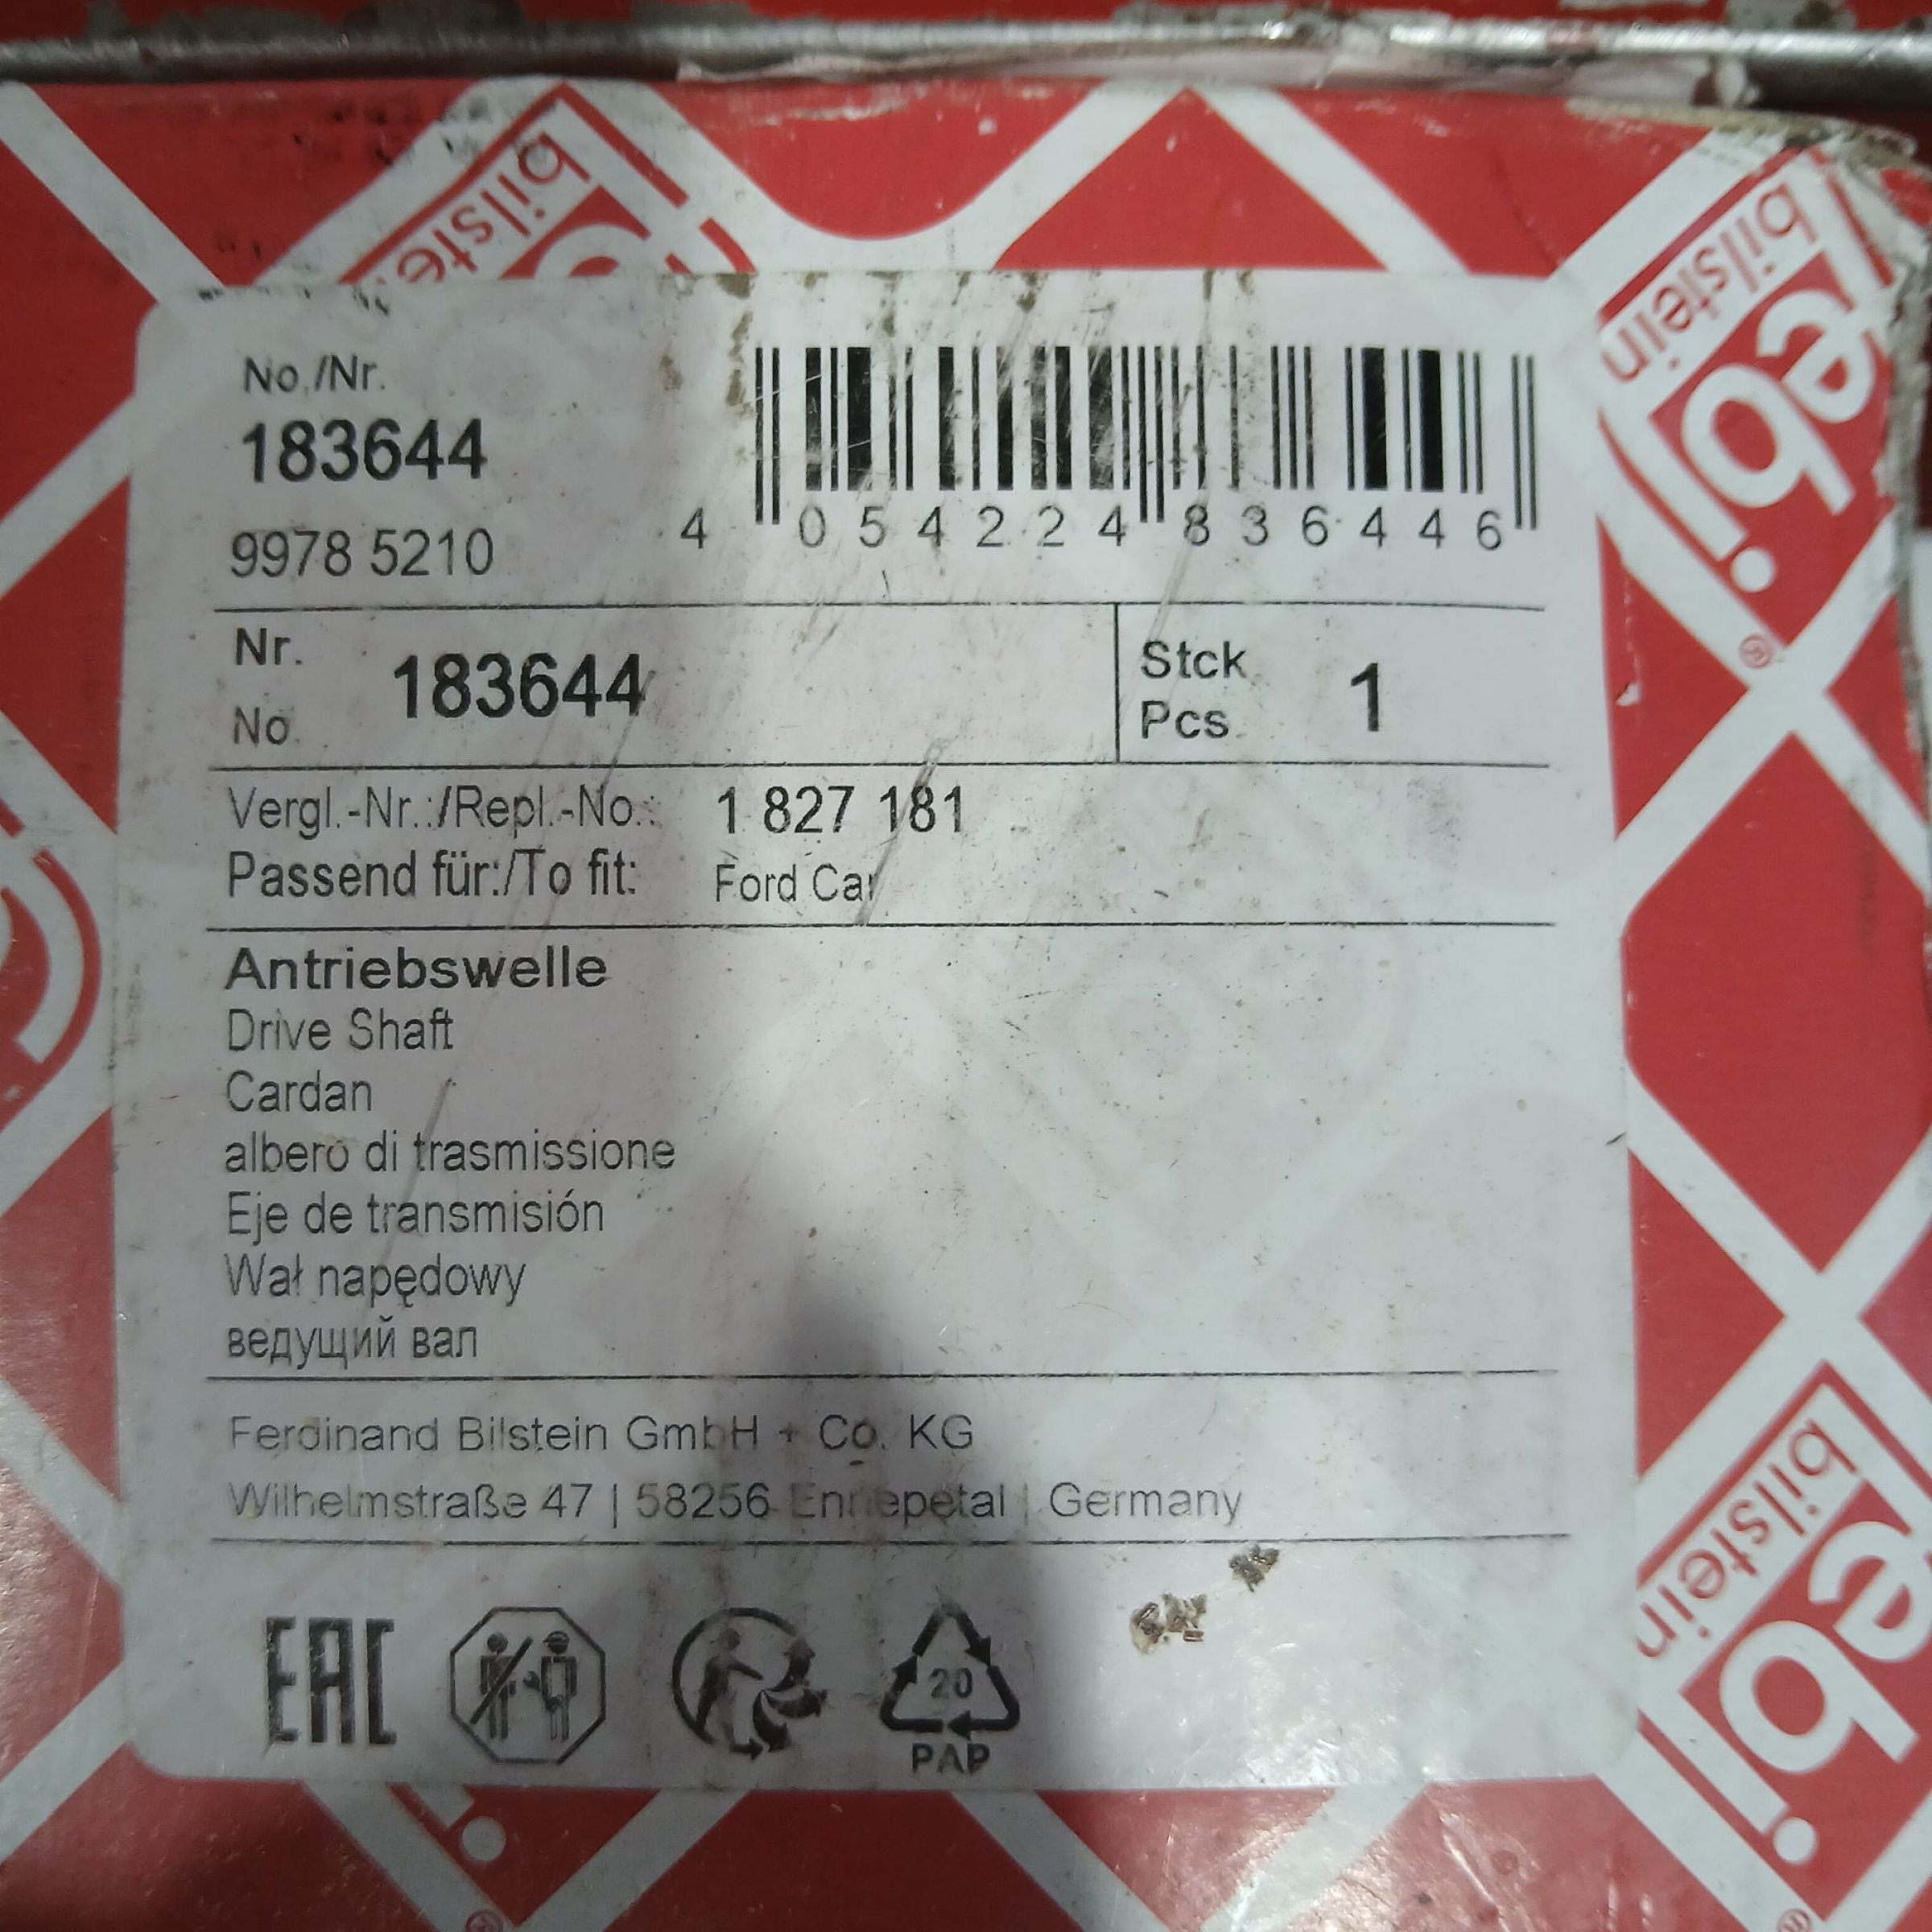 bilstein
bilstein
febi
®
No./Nr.
183644
9978 5210
4 054224 836446
Nr.
No.
183644
Stck.
Pcs.
1
Vergl.-Nr.:/Repl.-No.: 1 827 181
Passend für:/To fit: Ford Car
Antriebswelle
Drive Shaft
Cardan
albero di trasmissione
Eje de transmisión
Wał napędowy
ведущий вал
Ferdinand Bilstein GmbH + Co. KG
Wilhelmstraße 47 | 58256 Ennepetal | Germany
EAC
20
PAP
bilstein
febi
®